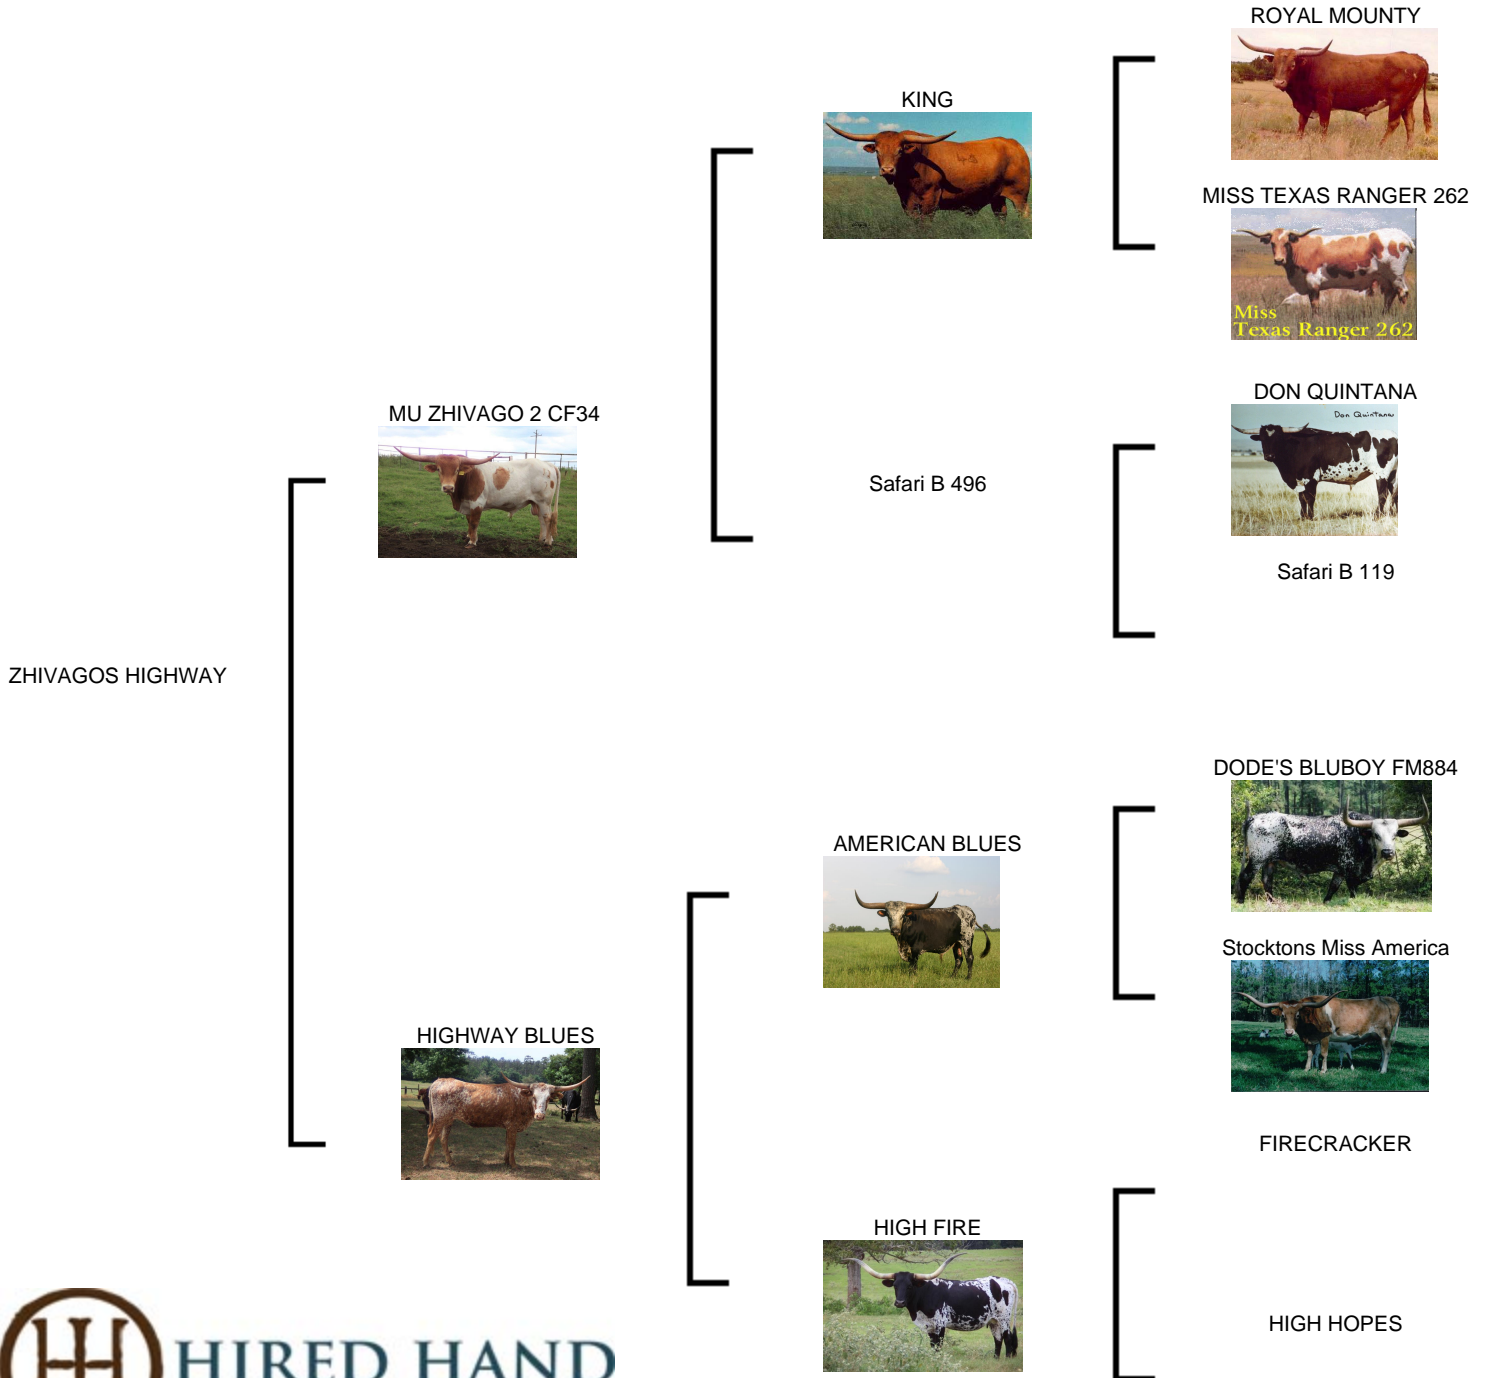 ROYAL MOUNTY
KING
MISS TEXAS RANGER 262
Miss
Texas Ranger 262
DON QUINTANA
Don Quintana
MU ZHIVAGO 2 CF34
Safari B 496
Safari B 119
ZHIVAGOS HIGHWAY
DODE'S BLUBOY FM884
AMERICAN BLUES
Stocktons Miss America
HIGHWAY BLUES
FIRECRACKER
HIGH FIRE
HIGH HOPES
HIRED HAND